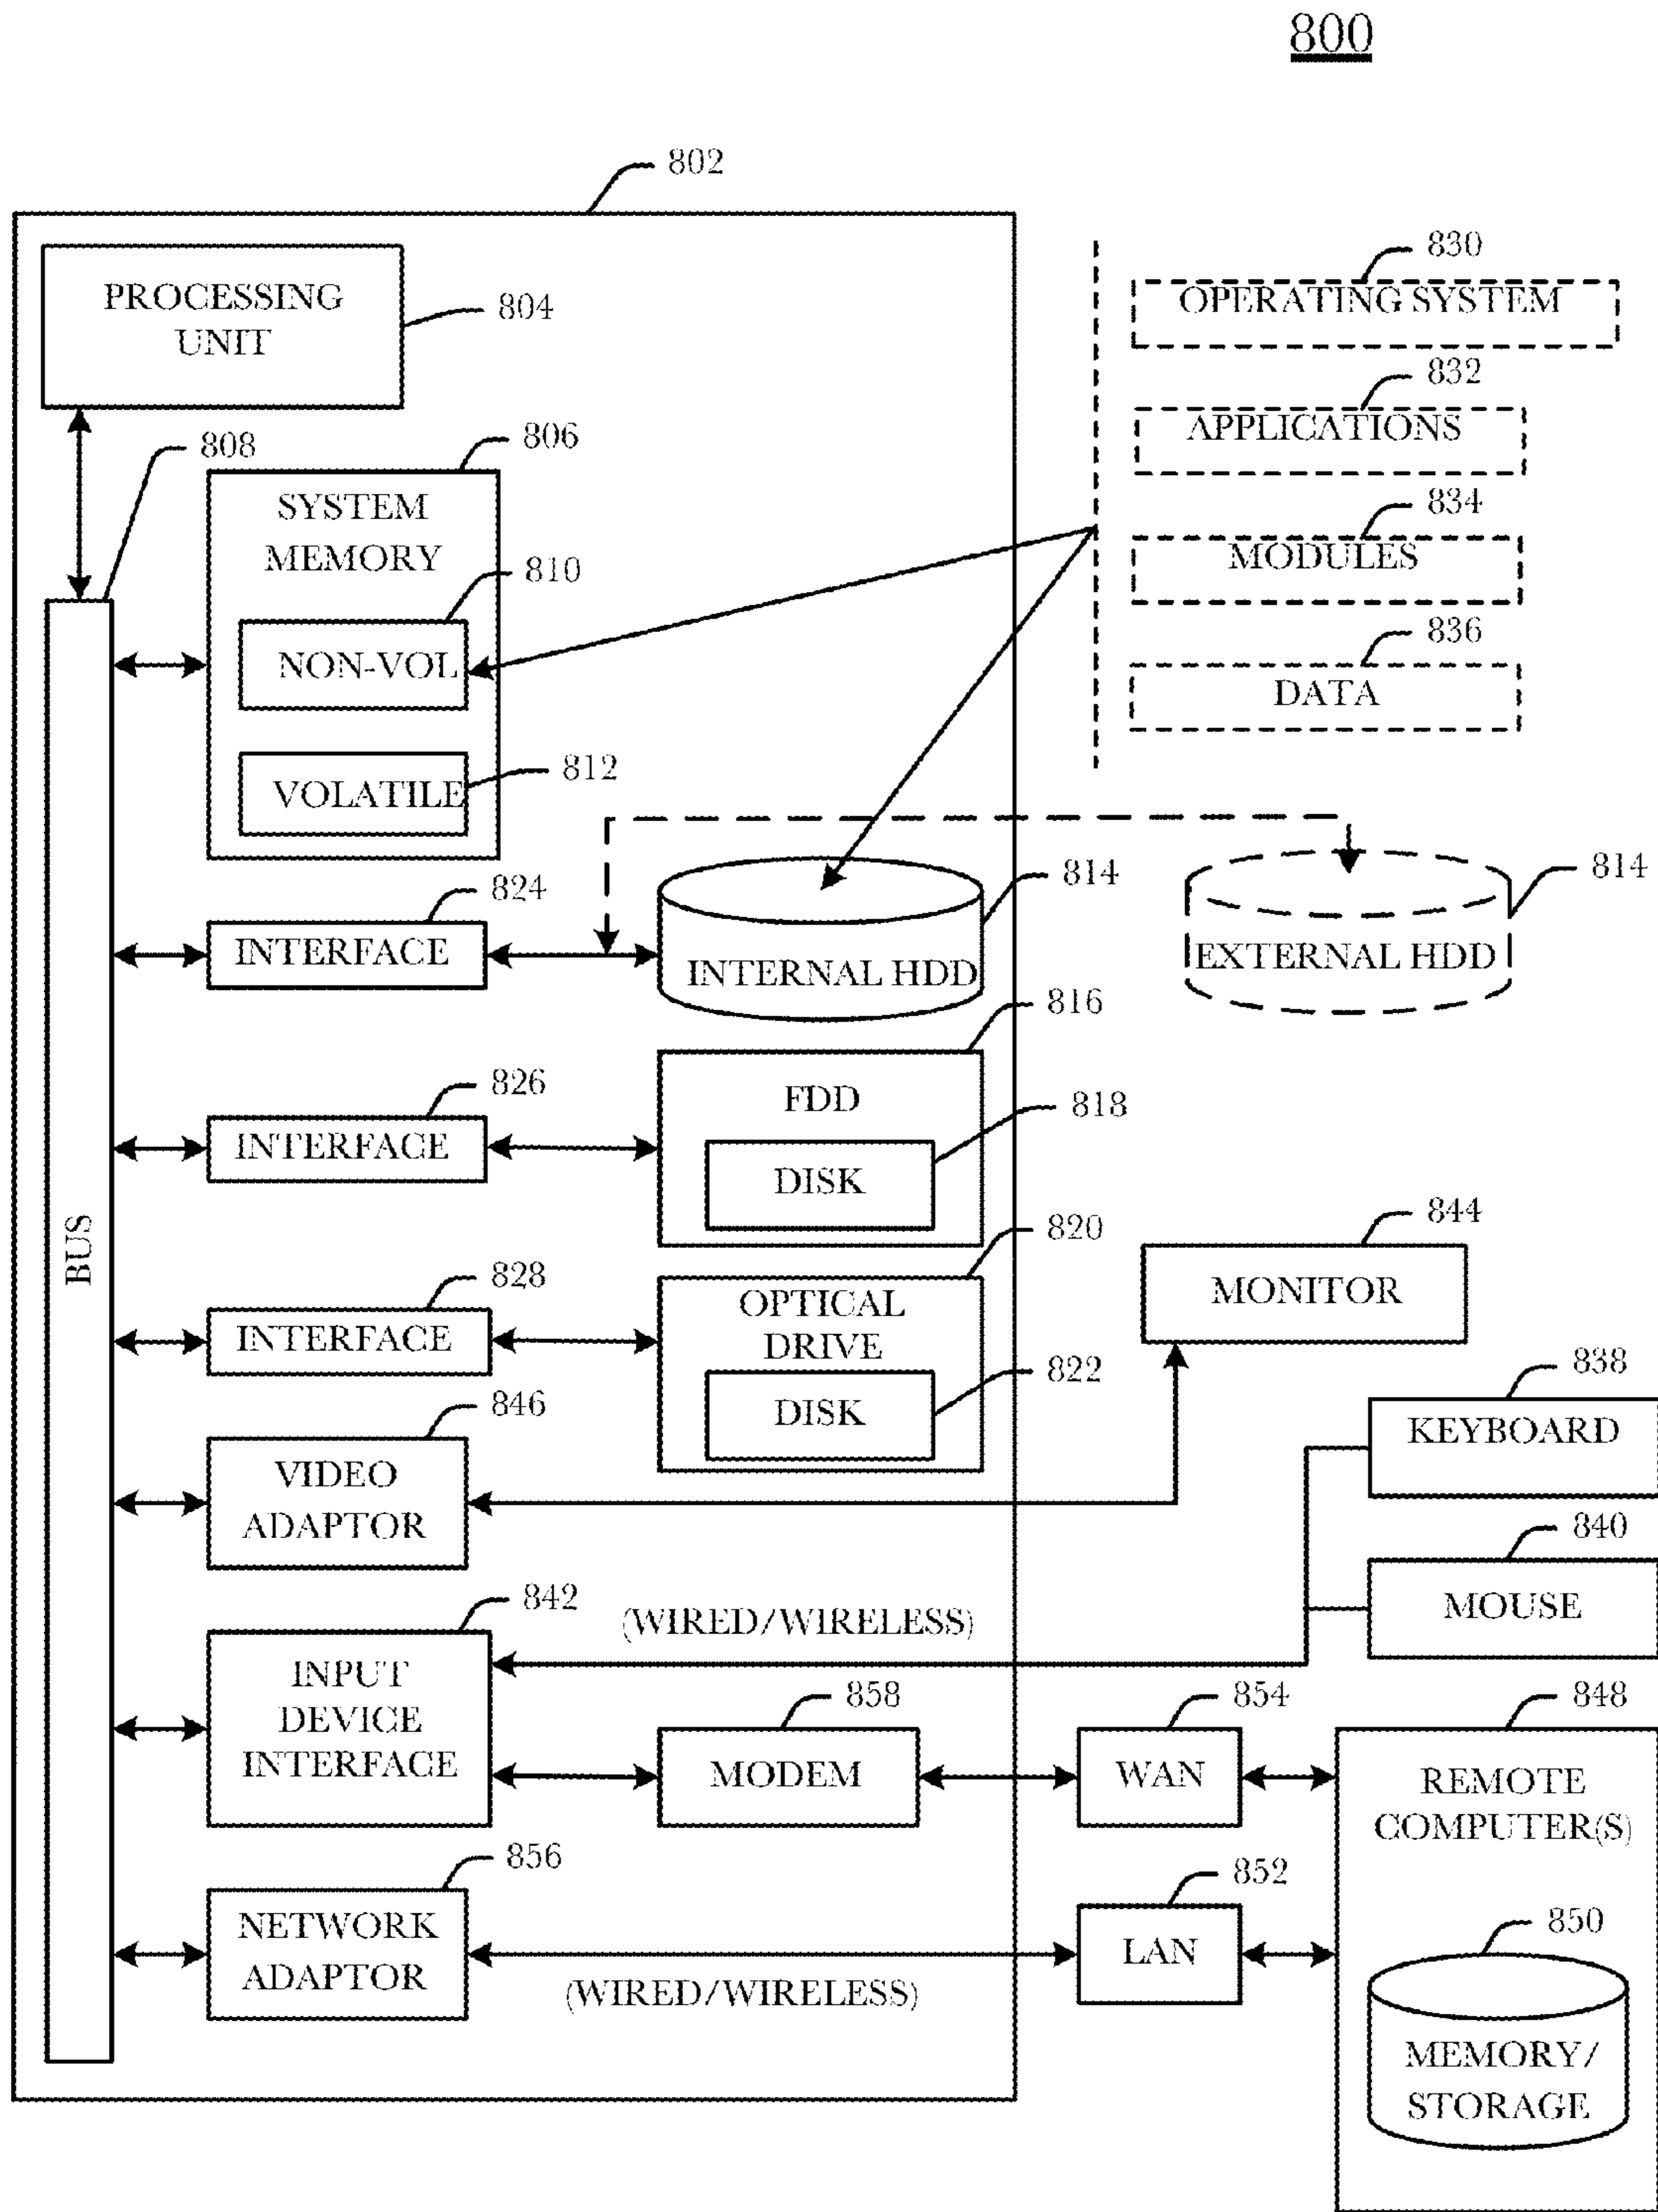 800
802
PROCESSING
UNIT
804
830
OPERATING SYSTEM
832
APPLICATIONS
834
MODULES
836
DATA
808
806
SYSTEM
MEMORY
810
NON-VOL
812
VOLATILE
824
INTERFACE
814
INTERNAL HDD
814
EXTERNAL HDD
816
FDD
826
INTERFACE
818
DISK
BUS
820
OPTICAL
DRIVE
828
INTERFACE
822
DISK
844
MONITOR
838
KEYBOARD
846
VIDEO
ADAPTOR
840
MOUSE
842
(WIRED/WIRELESS)
INPUT
DEVICE
INTERFACE
858
MODEM
854
WAN
848
REMOTE
COMPUTER(S)
856
NETWORK
ADAPTOR
(WIRED/WIRELESS)
852
LAN
850
MEMORY/
STORAGE